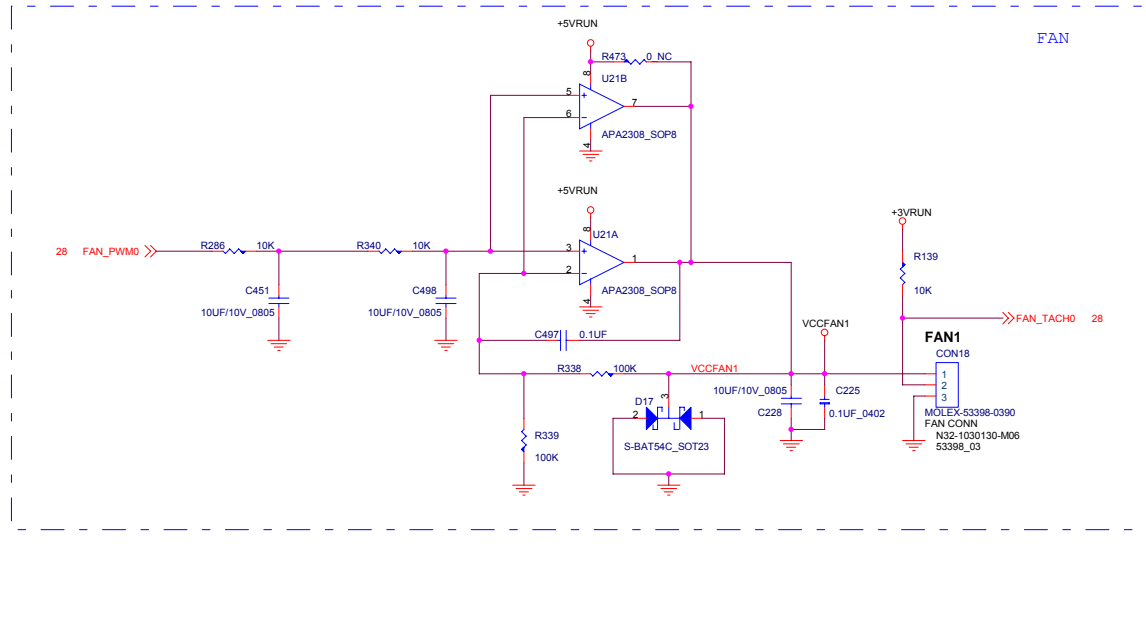 +5VRUN
FAN
R473 0_NC
8
U21B
5 +
7
6 -
APA2308_SOP8
4
+5VRUN
+3VRUN
8
U21A
28 FAN_PWM0 R286 10K R340 10K
3 +
1
2 -
R139
10K
C451
10UF/10V_0805
C498
10UF/10V_0805
APA2308_SOP8
4
VCCFAN1
FAN_TACH0 28
C497 0.1UF
FAN1
CON18
R338 100K
VCCFAN1
1
2
3
10UF/10V_0805
C228
C225
0.1UF_0402
D17
3
2
1
MOLEX-53398-0390
FAN CONN
N32-1030130-M06
53398_03
R339
100K
S-BAT54C_SOT23